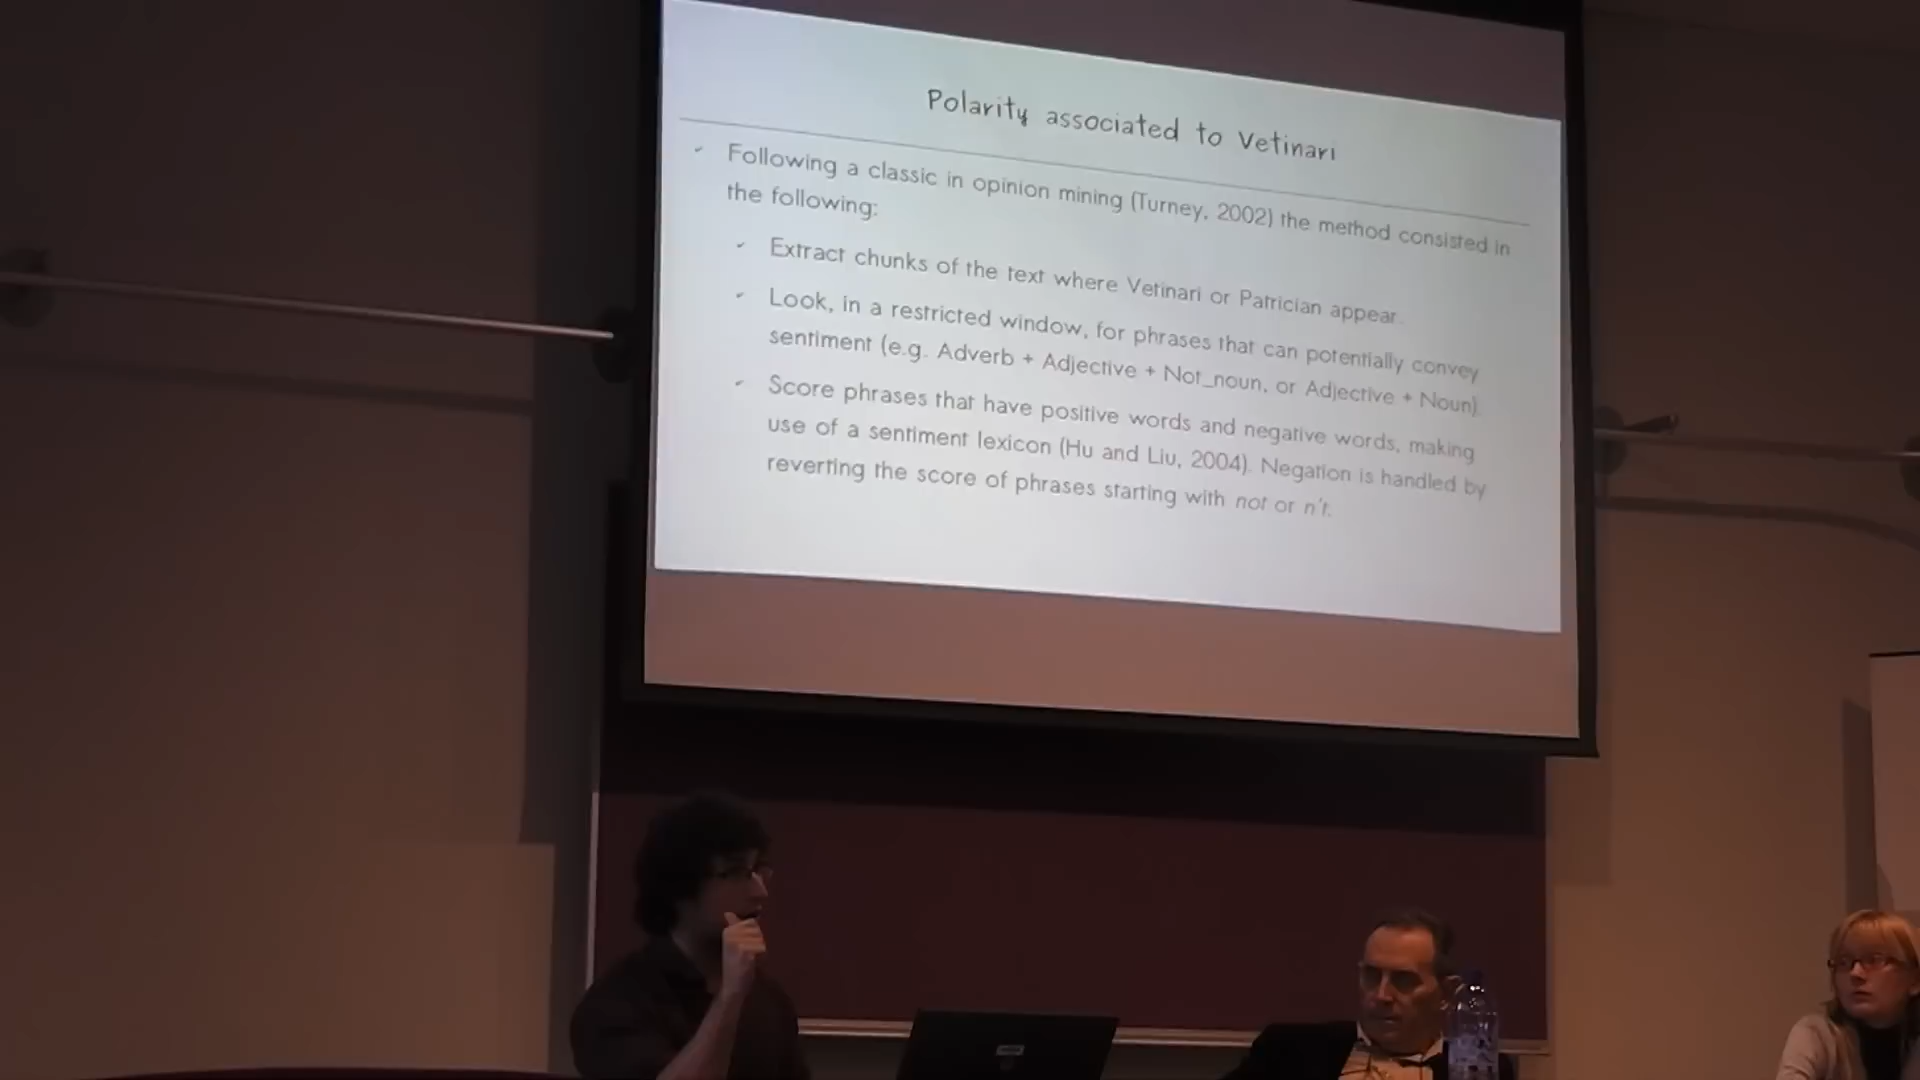 Polarity associated to Vetinari
Following a classic in opinion mining (Turney, 2002) the method consisted in
the following:
Extract chunks of the text where Vetinari or Patrician appear.
Look, in a restricted window, for phrases that can potentially convey
sentiment (e.g. Adverb + Adjective + Not_noun, or Adjective + Noun)
Score phrases that have positive words and negative words, making
use of a sentiment lexicon (Hu and Liu, 2004). Negation is handled by
reverting the score of phrases starting with not or n't.